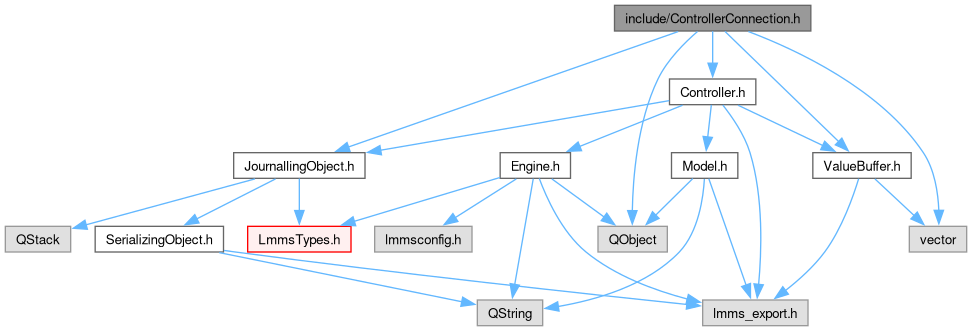 include/ControllerConnection.h
Controller.h
JournallingObject.h
Engine.h
Model.h
ValueBuffer.h
QStack
SerializingObject.h
LmmsTypes.h
lmmsconfig.h
QObject
vector
QString
lmms_export.h